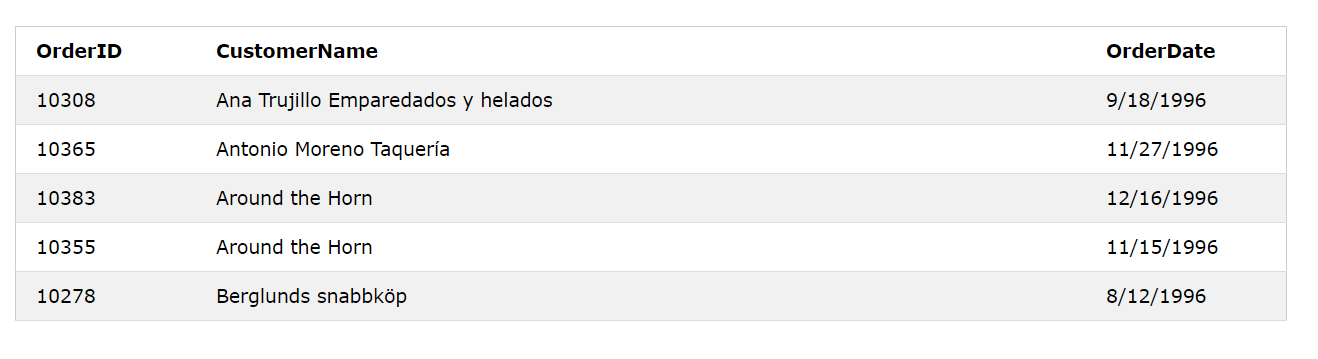 OrderID CustomerName OrderDate
10308 Ana Trujillo Emparedados y helados 9/18/1996
10365 Antonio Moreno Taquería 11/27/1996
10383 Around the Horn 12/16/1996
10355 Around the Horn 11/15/1996
10278 Berglunds snabbköp 8/12/1996